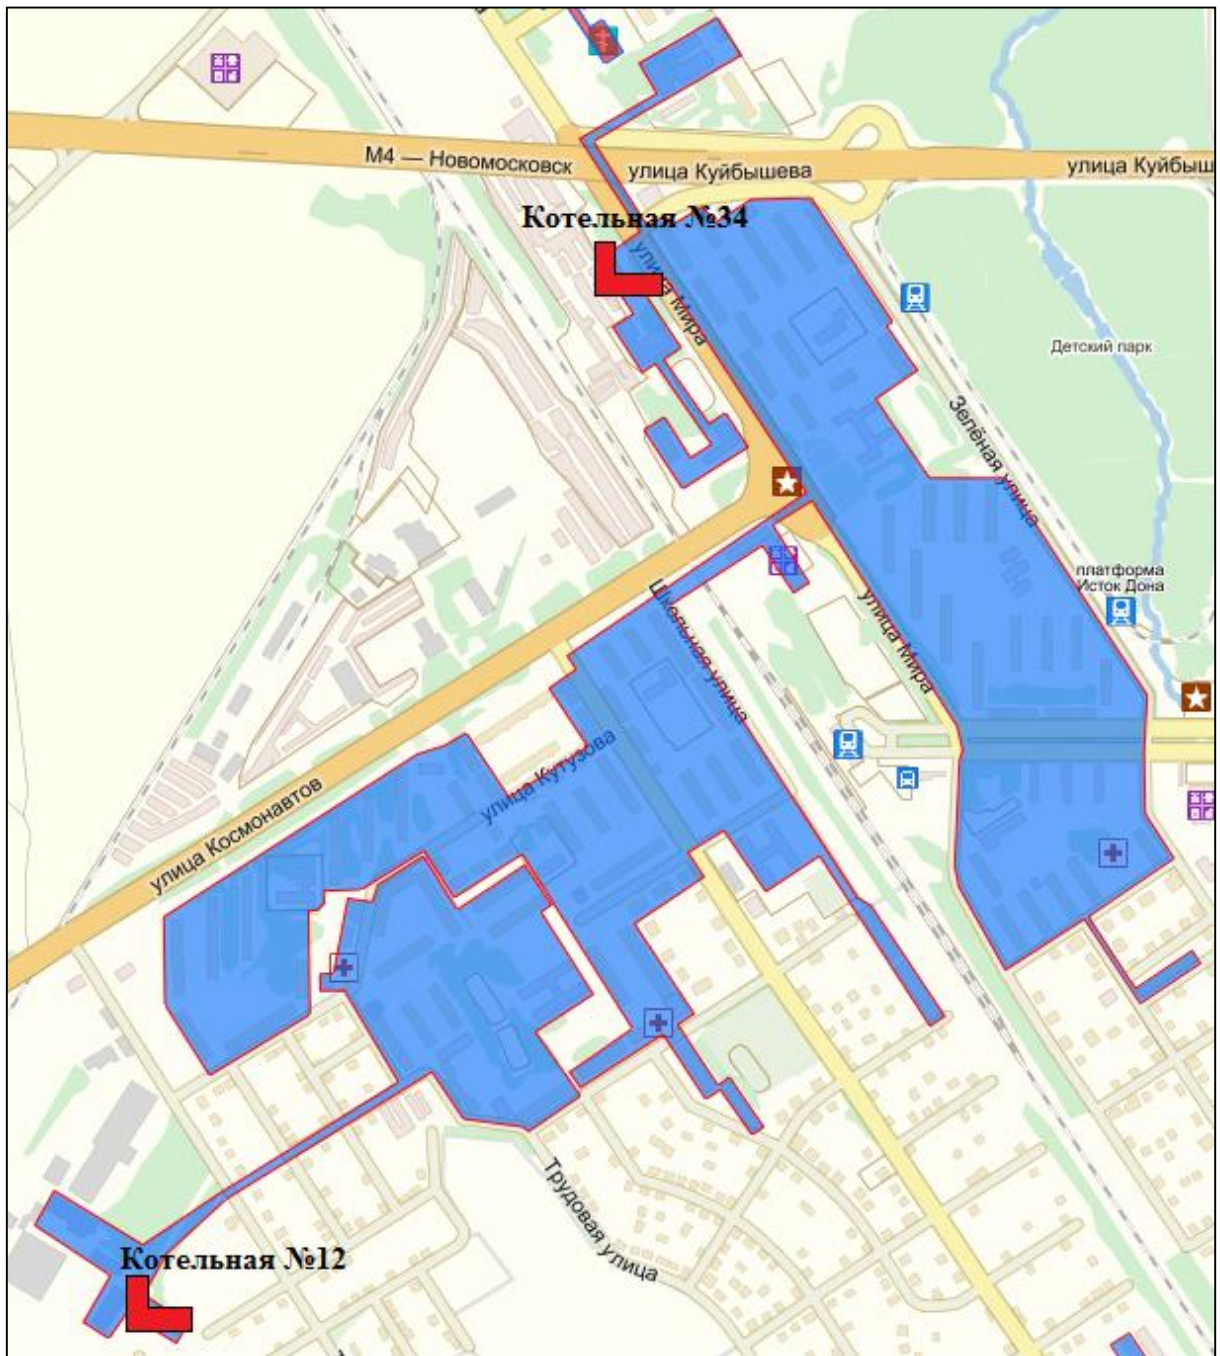 М4 — Новомосковск
улица Куйбышева
улица Куйбыш
Котельная №34
улица Мира
Детский парк
Зелёная улица
платформа
Исток Дона
Школьная улица
улица Мира
улица Кутузова
улица Космонавтов
Трудовая улица
Котельная №12